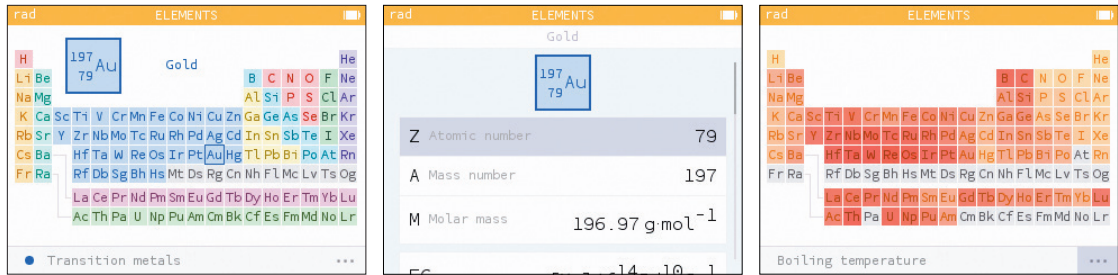 rad ELEMENTS
197
79 Au
Gold
H He
Li Be B C N O F Ne
Na Mg Al Si P S Cl Ar
K Ca Sc Ti V Cr Mn Fe Co Ni Cu Zn Ga Ge As Se Br Kr
Rb Sr Y Zr Nb Mo Tc Ru Rh Pd Ag Cd In Sn Sb Te I Xe
Cs Ba Hf Ta W Re Os Ir Pt Au Hg Tl Pb Bi Po At Rn
Fr Ra Rf Db Sg Bh Hs Mt Ds Rg Cn Nh Fl Mc Lv Ts Og
La Ce Pr Nd Pm Sm Eu Gd Tb Dy Ho Er Tm Yb Lu
Ac Th Pa U Np Pu Am Cm Bk Cf Es Fm Md No Lr
Transition metals ...
rad ELEMENTS
Gold
197
79 Au
Z Atomic number 79
A Mass number 197
M Molar mass 196.97 g·mol⁻¹
rad ELEMENTS
H He
Li Be B C N O F Ne
Na Mg Al Si P S Cl Ar
K Ca Sc Ti V Cr Mn Fe Co Ni Cu Zn Ga Ge As Se Br Kr
Rb Sr Y Zr Nb Mo Tc Ru Rh Pd Ag Cd In Sn Sb Te I Xe
Cs Ba Hf Ta W Re Os Ir Pt Au Hg Tl Pb Bi Po At Rn
Fr Ra Rf Db Sg Bh Hs Mt Ds Rg Cn Nh Fl Mc Lv Ts Og
La Ce Pr Nd Pm Sm Eu Gd Tb Dy Ho Er Tm Yb Lu
Ac Th Pa U Np Pu Am Cm Bk Cf Es Fm Md No Lr
Boiling temperature ...